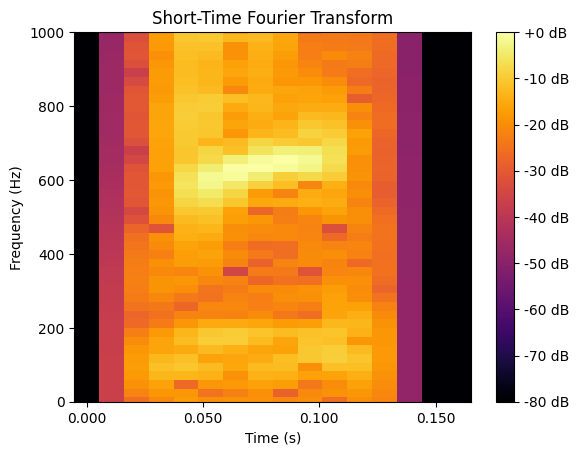 Short-Time Fourier Transform
1000
800
600
400
200
0
Frequency (Hz)
0.000
0.050
0.100
0.150
Time (s)
+0 dB
-10 dB
-20 dB
-30 dB
-40 dB
-50 dB
-60 dB
-70 dB
-80 dB